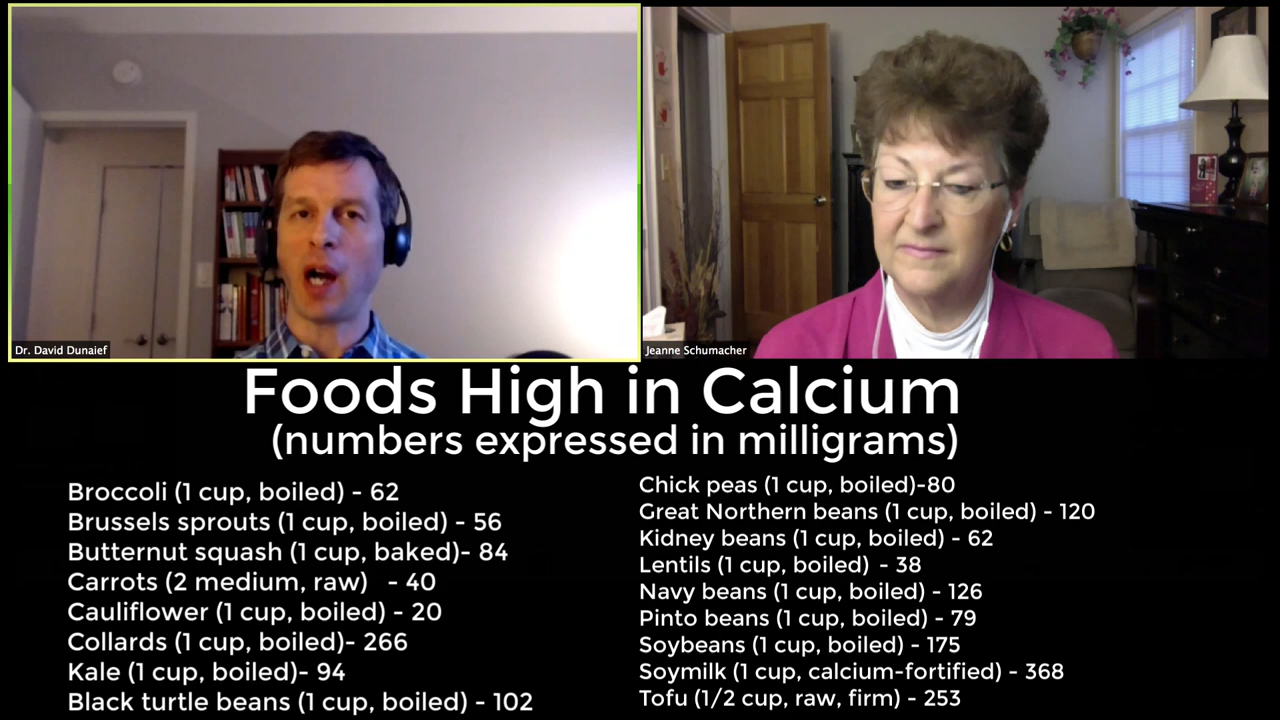 Dr. David Dunaief
Jeanne Schumacher
Foods High in Calcium
(numbers expressed in milligrams)
Broccoli (1 cup, boiled) - 62
Brussels sprouts (1 cup, boiled) - 56
Butternut squash (1 cup, baked)- 84
Carrots (2 medium, raw) - 40
Cauliflower (1 cup, boiled) - 20
Collards (1 cup, boiled)- 266
Kale (1 cup, boiled)- 94
Black turtle beans (1 cup, boiled) - 102
Chick peas (1 cup, boiled)-80
Great Northern beans (1 cup, boiled) - 120
Kidney beans (1 cup, boiled) - 62
Lentils (1 cup, boiled) - 38
Navy beans (1 cup, boiled) - 126
Pinto beans (1 cup, boiled) - 79
Soybeans (1 cup, boiled) - 175
Soymilk (1 cup, calcium-fortified) - 368
Tofu (1/2 cup, raw, firm) - 253